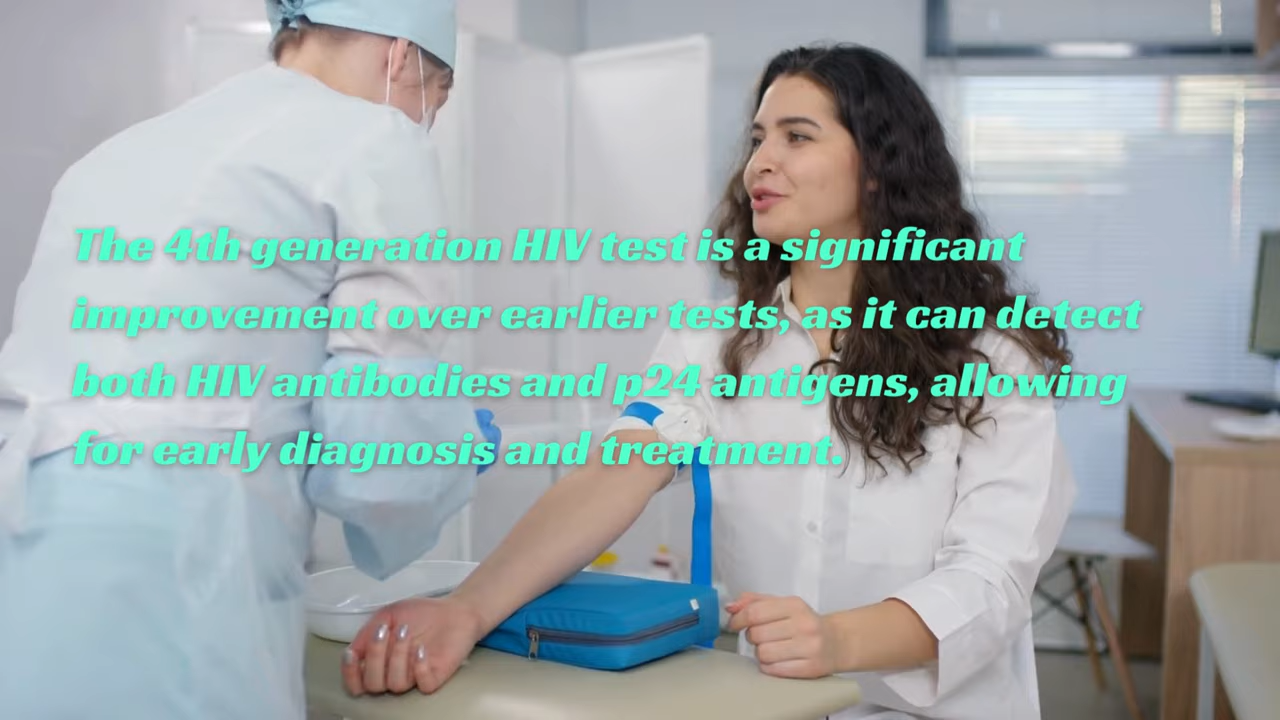 The 4th generation HIV test is a significant
improvement over earlier tests, as it can detect
both HIV antibodies and p24 antigens, allowing
for early diagnosis and treatment.